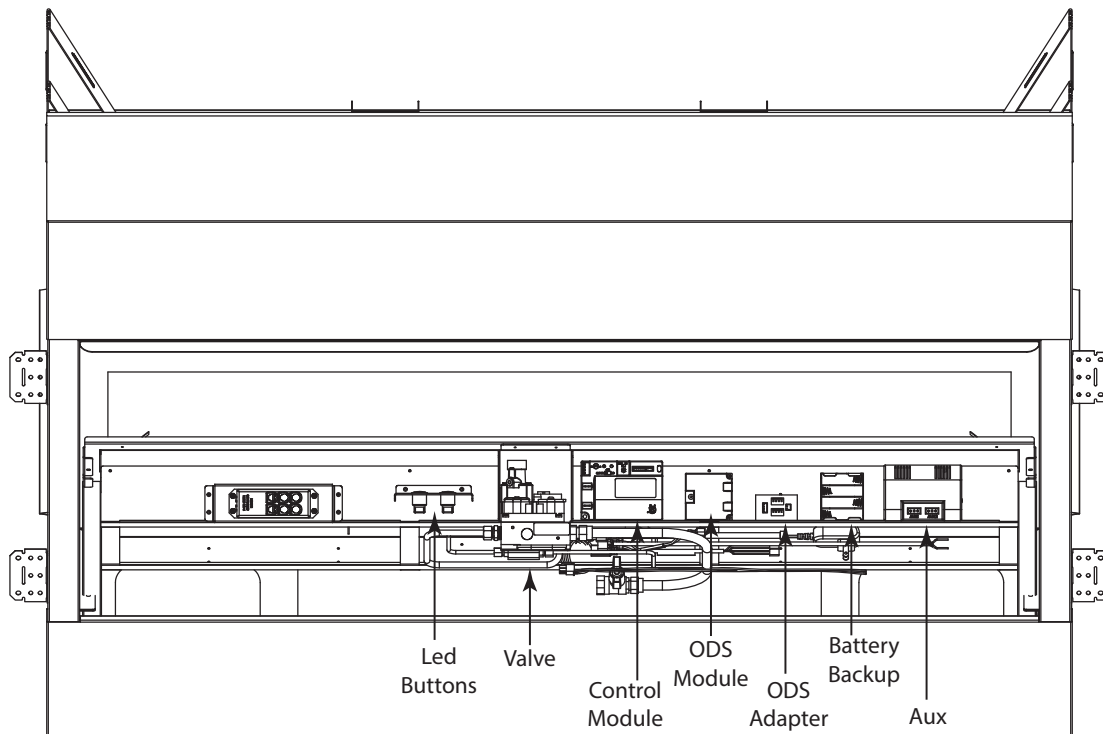 Led
Buttons
Valve
Control
Module
ODS
Module
ODS
Adapter
Battery
Backup
Aux